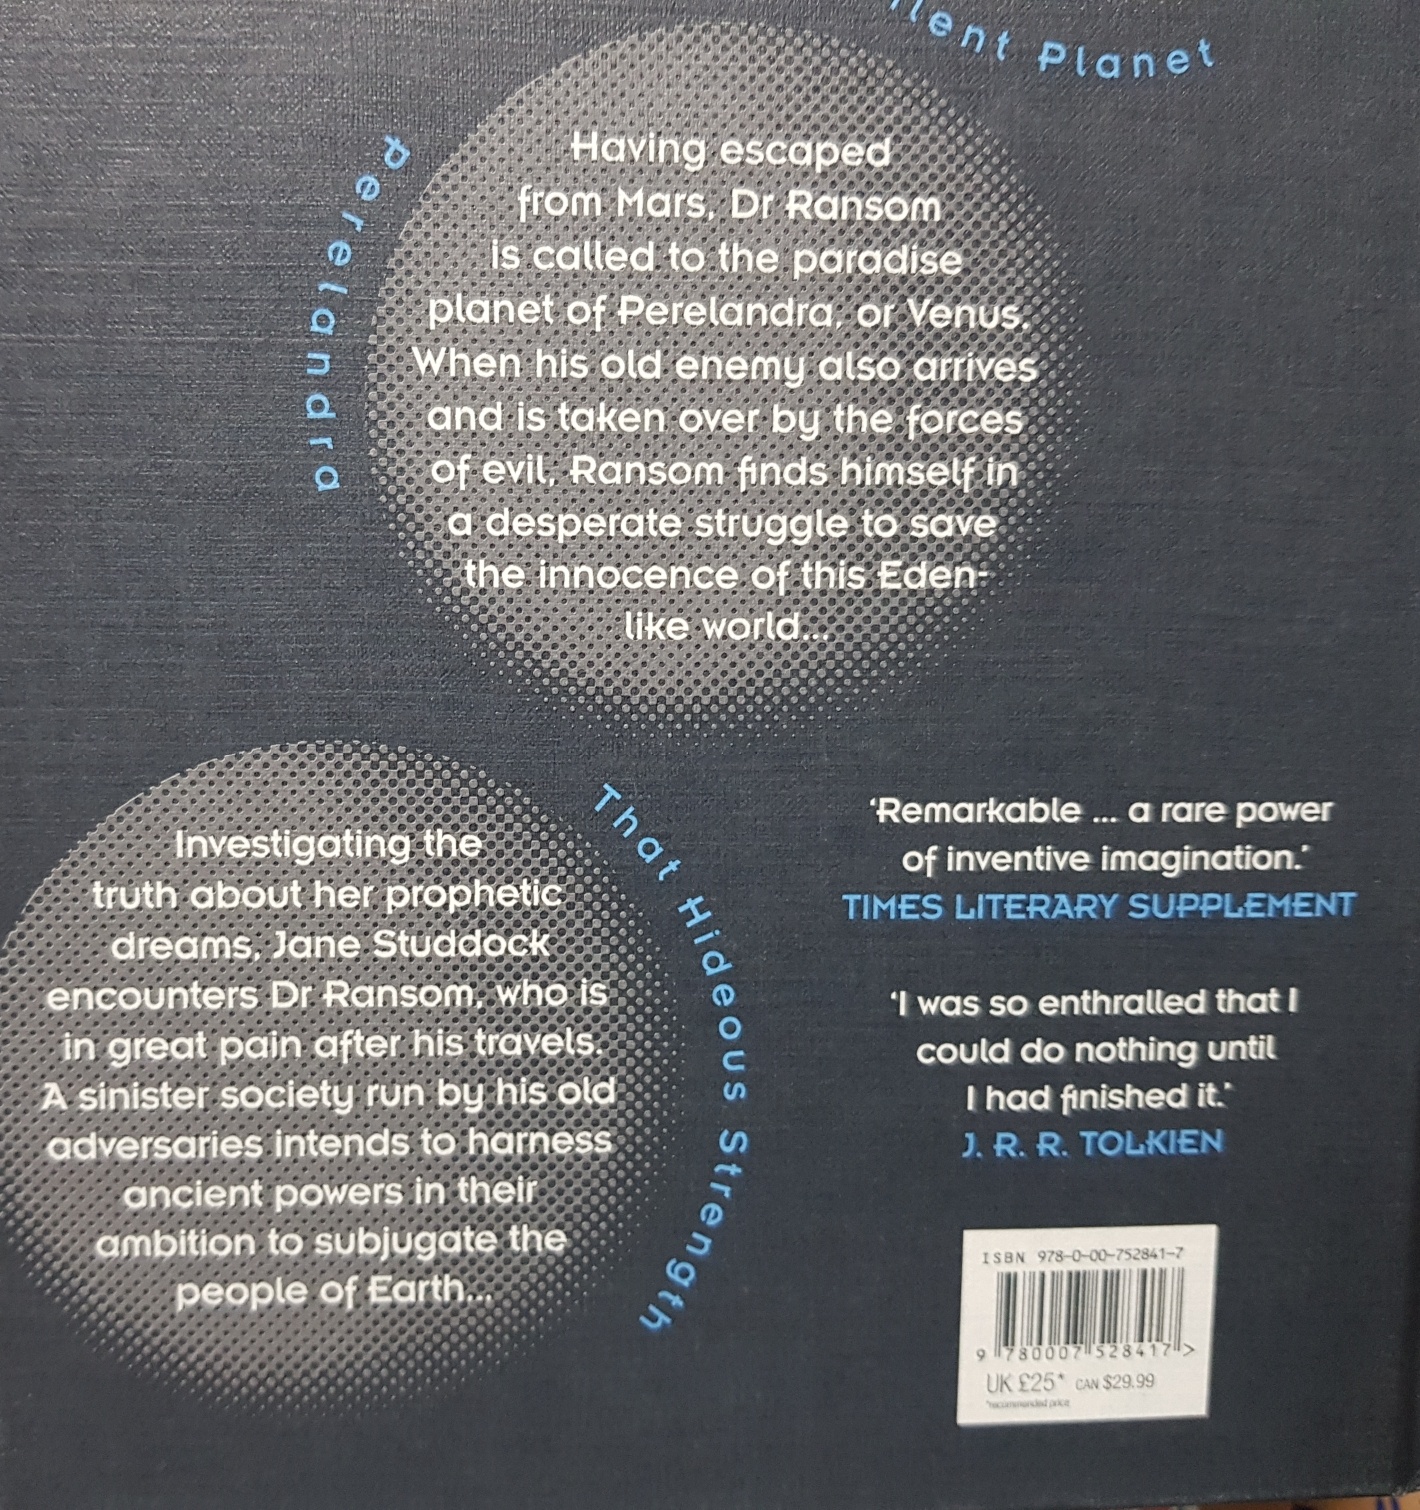 lent Planet
Perelandra
Having escaped
from Mars, Dr Ransom
is called to the paradise
planet of Perelandra, or Venus.
When his old enemy also arrives
and is taken over by the forces
of evil, Ransom finds himself in
a desperate struggle to save
the innocence of this Eden-
like world...
That Hideous Strength
Investigating the
truth about her prophetic
dreams, Jane Studdock
encounters Dr Ransom, who is
in great pain after his travels.
A sinister society run by his old
adversaries intends to harness
ancient powers in their
ambition to subjugate the
people of Earth...
‘Remarkable ... a rare power
of inventive imagination.’
TIMES LITERARY SUPPLEMENT
‘I was so enthralled that I
could do nothing until
I had finished it.’
J. R. R. TOLKIEN
ISBN 978-0-00-752841-7
9 780007 528417 >
UK £25* CAN $29.99
*recommended price